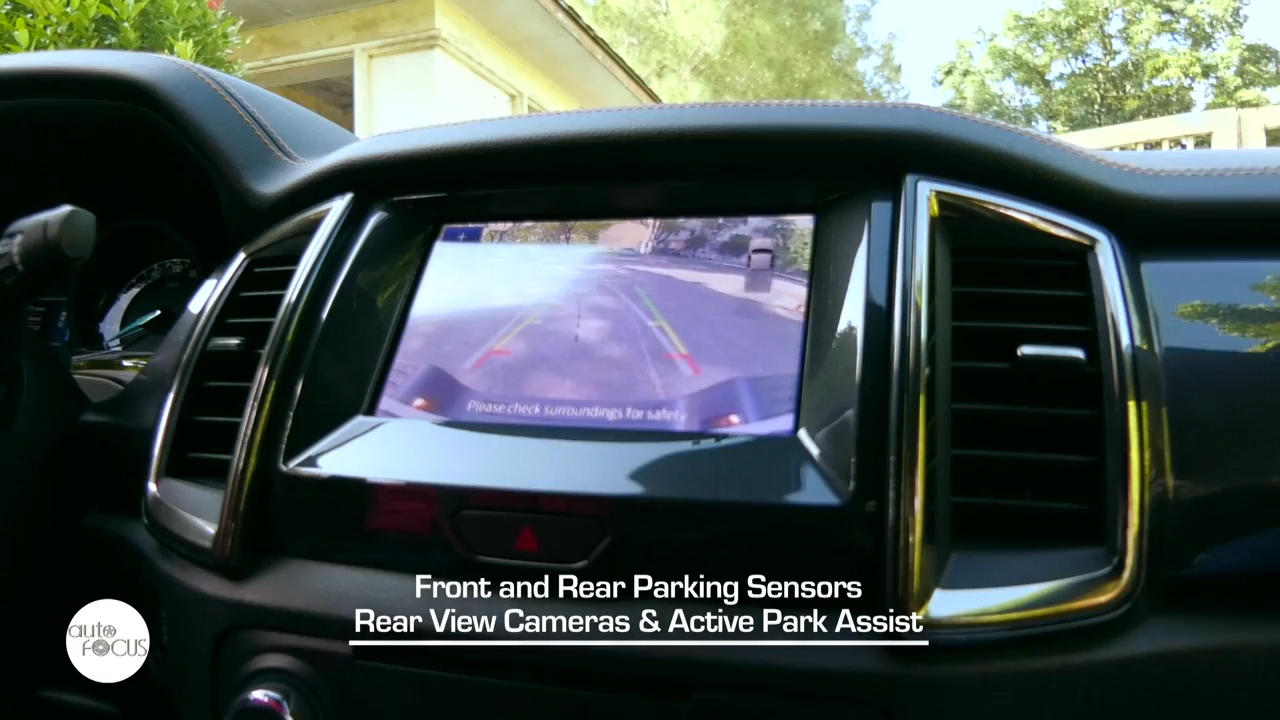 Please check surroundings for safety
Front and Rear Parking Sensors
Rear View Cameras & Active Park Assist
auto
FOCUS